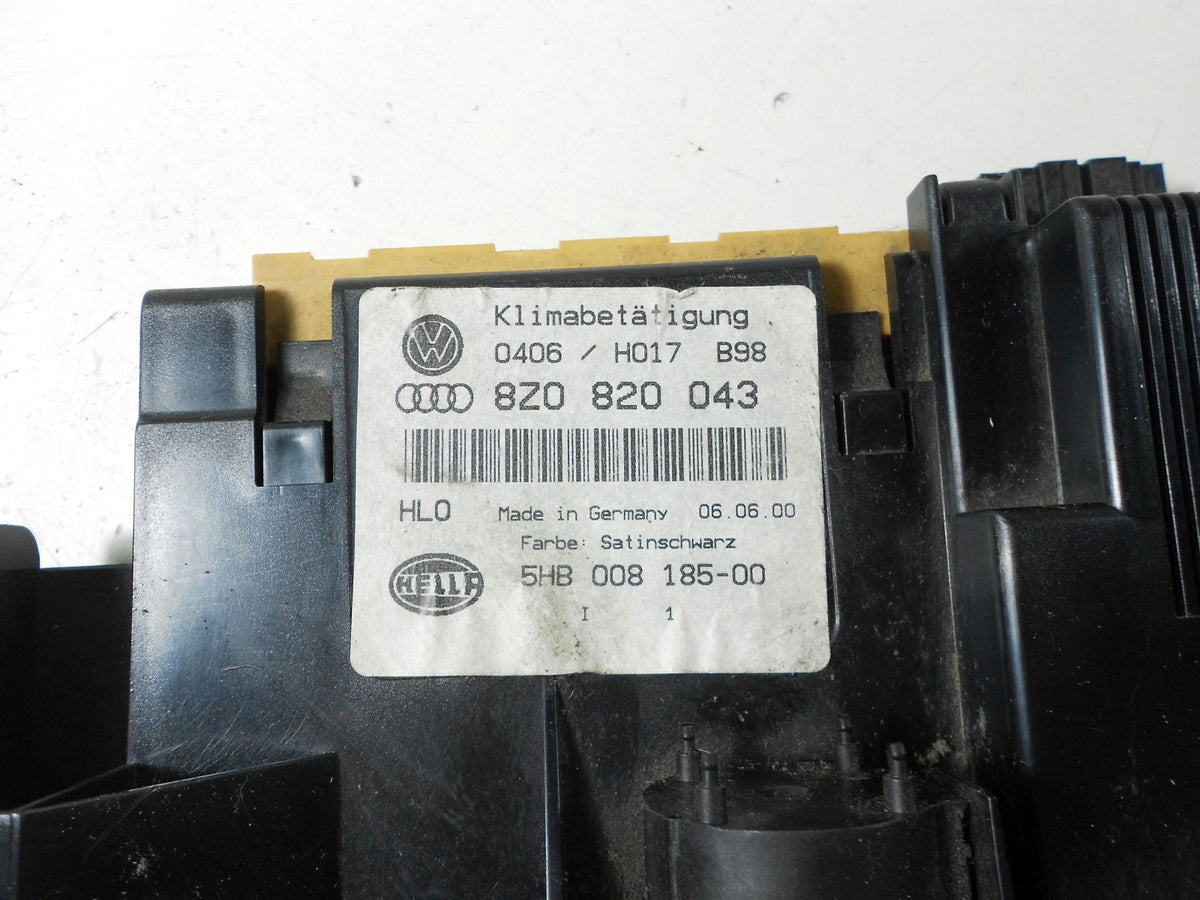 Klimabetätigung
0406 / H017 B98
8Z0 820 043
HLO Made in Germany 06.06.00
Farbe: Satinschwarz
HELLA 5HB 008 185-00
I 1